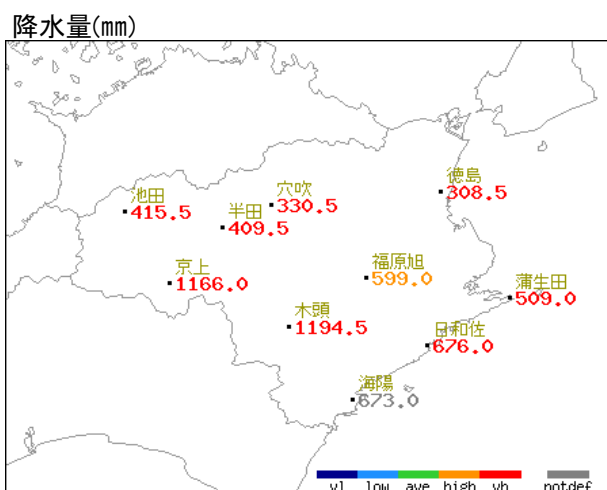 降水量(mm)
徳島
308.5
池田
415.5
穴吹
330.5
半田
409.5
京上
1166.0
福原旭
599.0
蒲生田
509.0
木頭
1194.5
日和佐
676.0
海陽
673.0
vl low ave high vh notdef